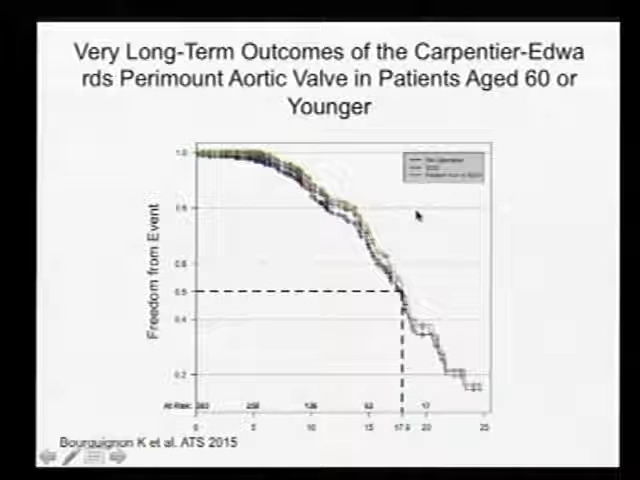 Very Long-Term Outcomes of the Carpentier-Edwa
rds Perimount Aortic Valve in Patients Aged 60 or
Younger
1.0
0.8
0.6
0.5
0.4
0.2
Freedom from Event
At Risk:
0 5 10 15 17.6 20 25
Bourguignon K et al. ATS 2015